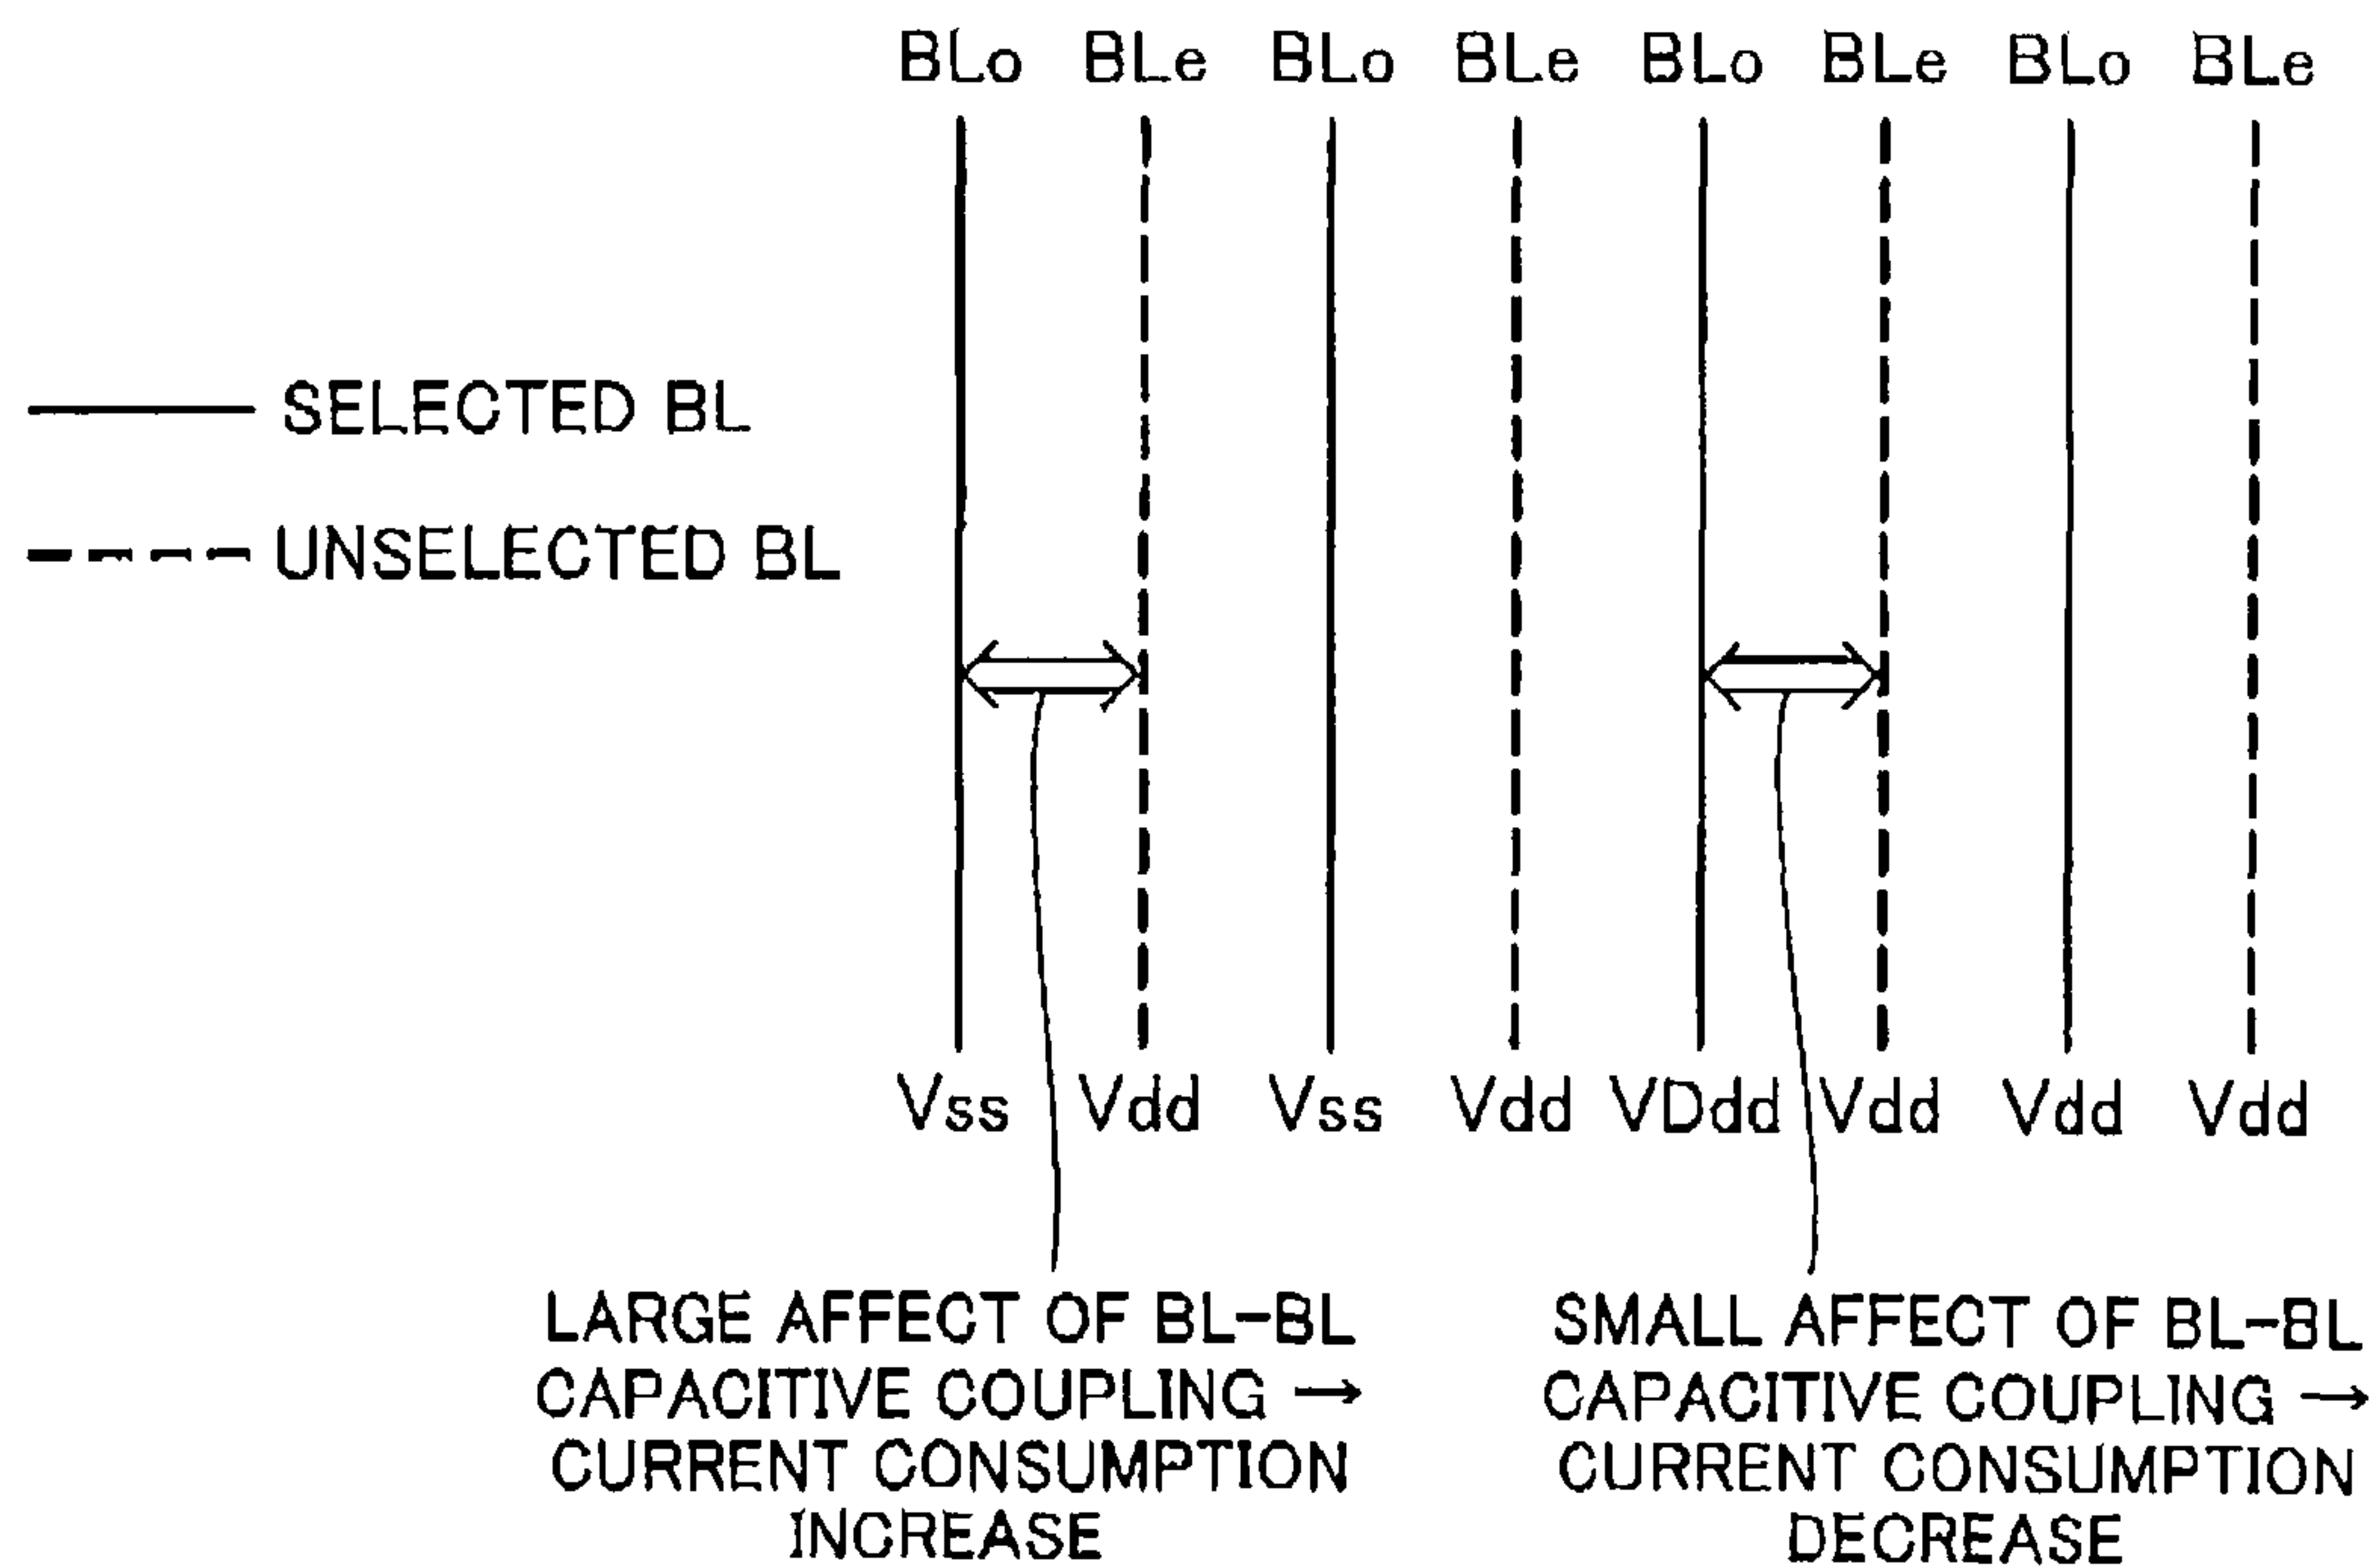 BLo BLe BLo BLe BLo BLe BLo BLe
SELECTED BL
UNSELECTED BL
Vss Vdd Vss Vdd VDdd Vdd Vdd Vdd
LARGE AFFECT OF BL-BL
CAPACITIVE COUPLING →
CURRENT CONSUMPTION
INCREASE
SMALL AFFECT OF BL-BL
CAPACITIVE COUPLING →
CURRENT CONSUMPTION
DECREASE